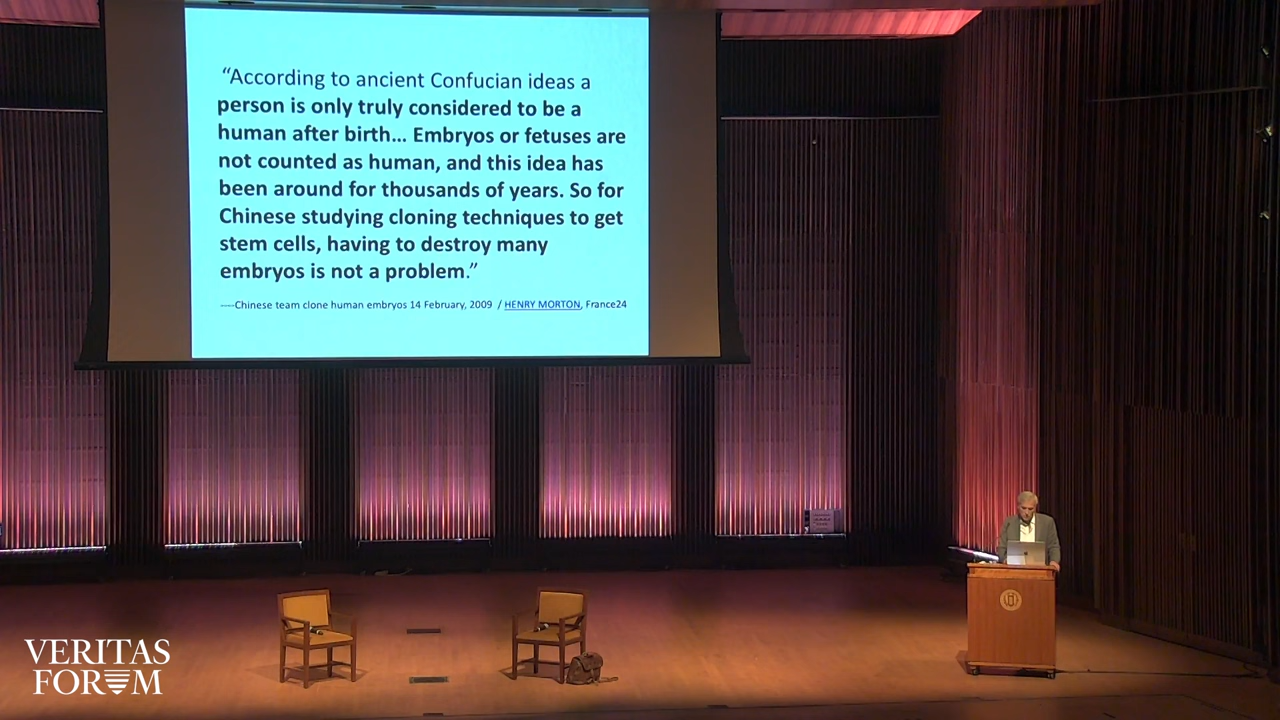 “According to ancient Confucian ideas a
person is only truly considered to be a
human after birth... Embryos or fetuses are
not counted as human, and this idea has
been around for thousands of years. So for
Chinese studying cloning techniques to get
stem cells, having to destroy many
embryos is not a problem.”
----Chinese team clone human embryos 14 February, 2009 / HENRY MORTON, France24
VERITAS
FORUM